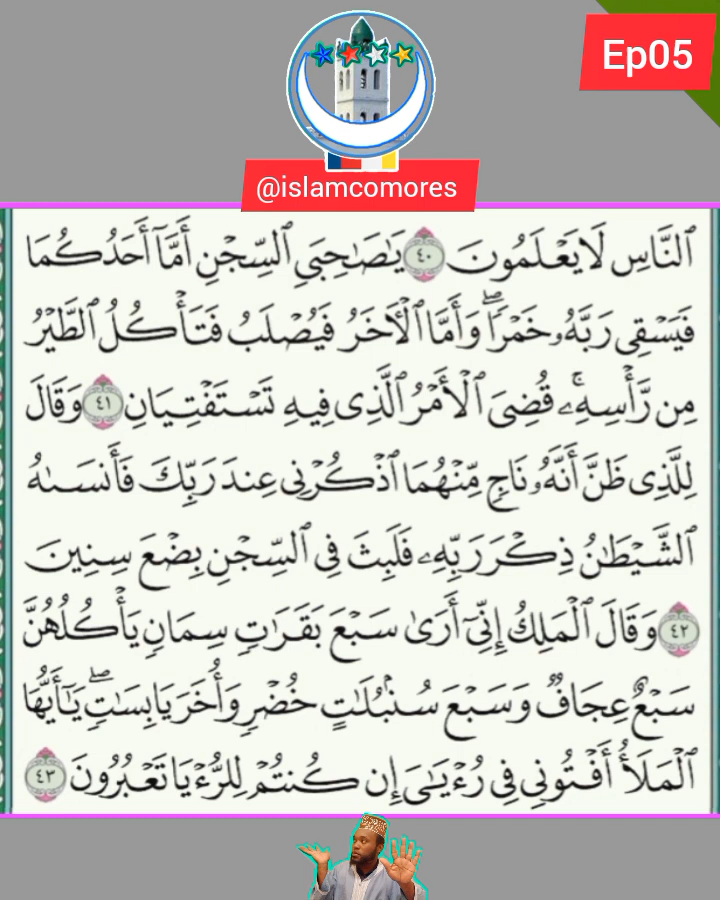 Ep05
@islamcomores
ٱلنَّاسِ لَا يَعۡلَمُونَ ٤٠ يَٰصَٰحِبَيِ ٱلسِّجۡنِ أَمَّآ أَحَدُكُمَا
فَيَسۡقِي رَبَّهُۥ خَمۡرٗاۖ وَأَمَّا ٱلۡأٓخَرُ فَيُصۡلَبُ فَتَأۡكُلُ ٱلطَّيۡرُ
مِن رَّأۡسِهِۦۚ قُضِيَ ٱلۡأَمۡرُ ٱلَّذِي فِيهِ تَسۡتَفۡتِيَانِ ٤١ وَقَالَ
لِلَّذِي ظَنَّ أَنَّهُۥ نَاجٖ مِّنۡهُمَا ٱذۡكُرۡنِي عِندَ رَبِّكَ فَأَنسَىٰهُ
ٱلشَّيۡطَٰنُ ذِكۡرَ رَبِّهِۦ فَلَبِثَ فِي ٱلسِّجۡنِ بِضۡعَ سِنِينَ
٤٢ وَقَالَ ٱلۡمَلِكُ إِنِّيٓ أَرَىٰ سَبۡعَ بَقَرَٰتٖ سِمَانٖ يَأۡكُلُهُنَّ
سَبۡعٌ عِجَافٞ وَسَبۡعَ سُنۢبُلَٰتٍ خُضۡرٖ وَأُخَرَ يَابِسَٰتٖۖ يَٰٓأَيُّهَا
ٱلۡمَلَأُ أَفۡتُونِي فِي رُءۡيَٰيَ إِن كُنتُمۡ لِلرُّءۡيَا تَعۡبُرُونَ ٤٣